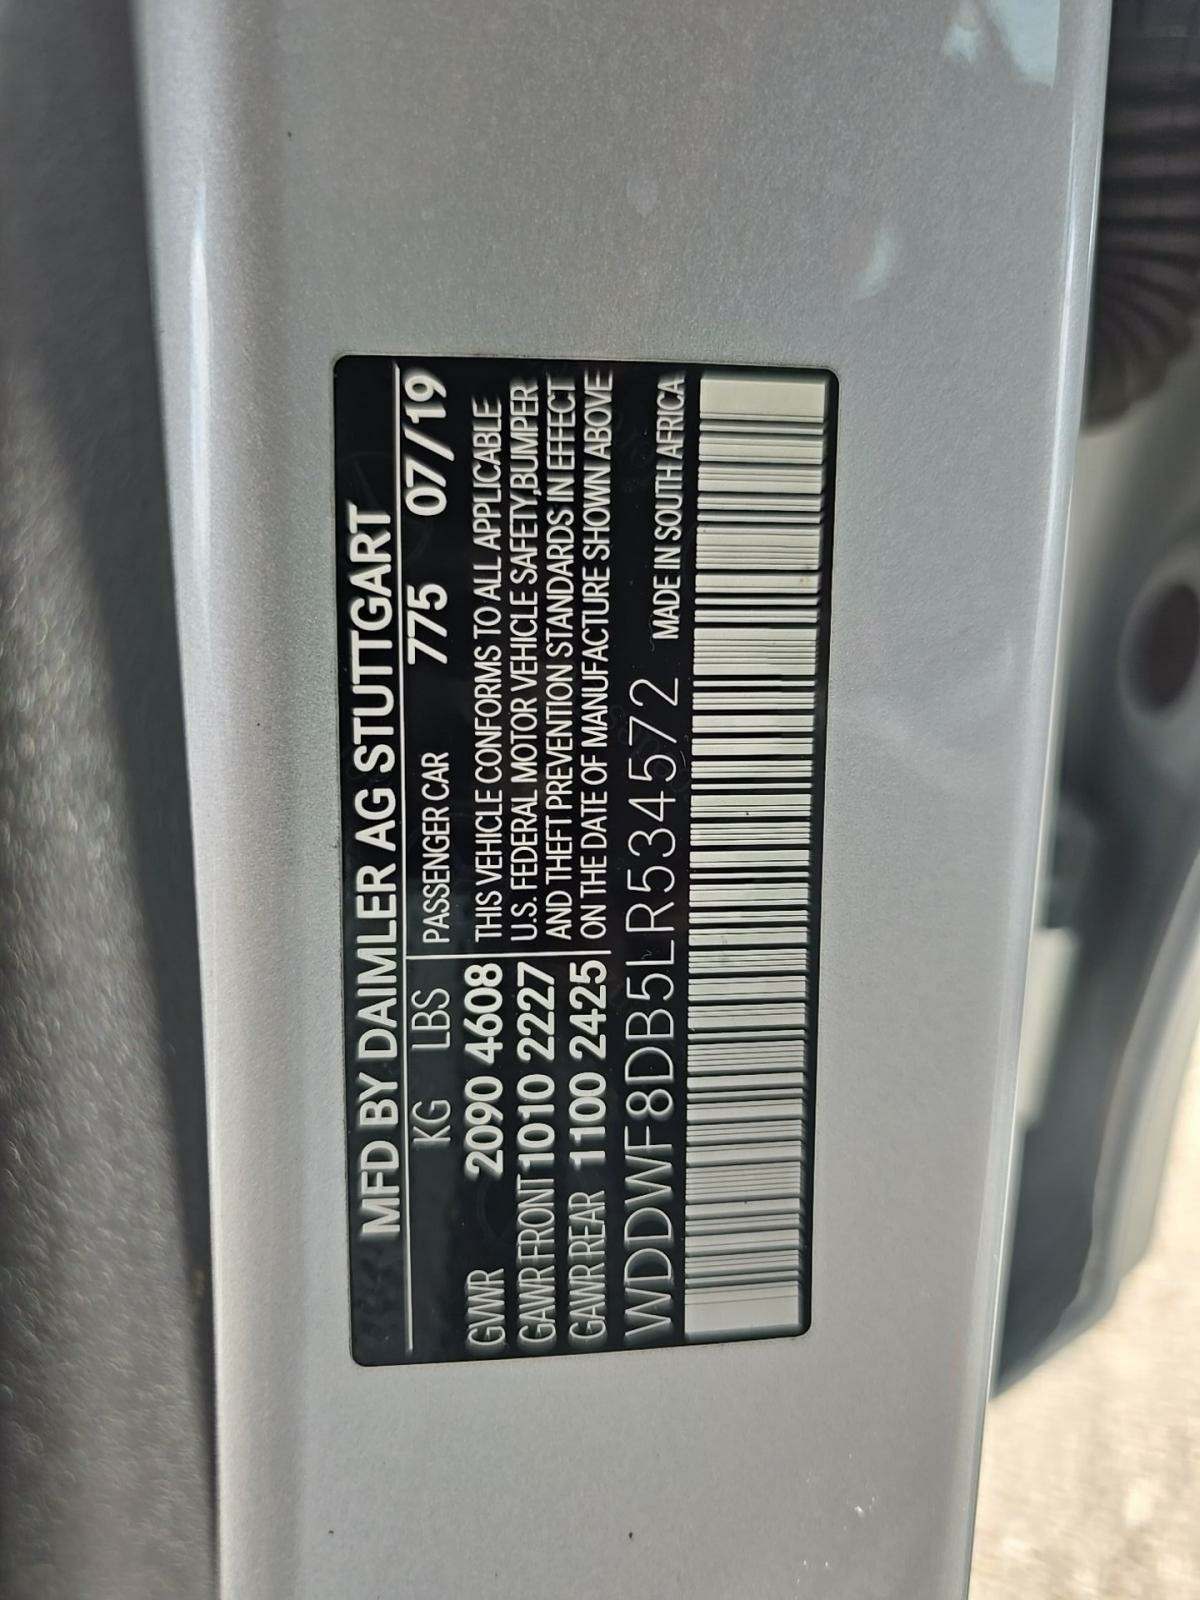 MFD BY DAIMLER AG STUTTGART
KG LBS PASSENGER CAR 775 07/19
GVWR 2090 4608 THIS VEHICLE CONFORMS TO ALL APPLICABLE
GAWR FRONT 1010 2227 U.S. FEDERAL MOTOR VEHICLE SAFETY,BUMPER
GAWR REAR 1100 2425 AND THEFT PREVENTION STANDARDS IN EFFECT
ON THE DATE OF MANUFACTURE SHOWN ABOVE
WDDWF8DB5LR534572 MADE IN SOUTH AFRICA